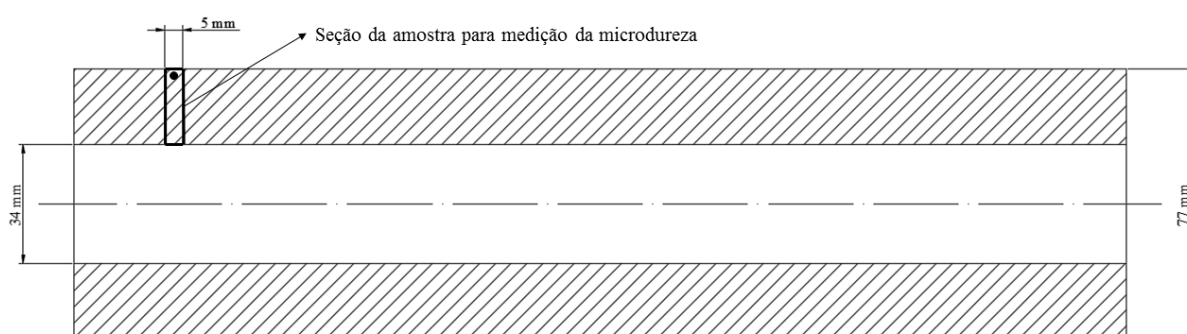 5 mm
Seção da amostra para medição da microdureza
34 mm
77 mm